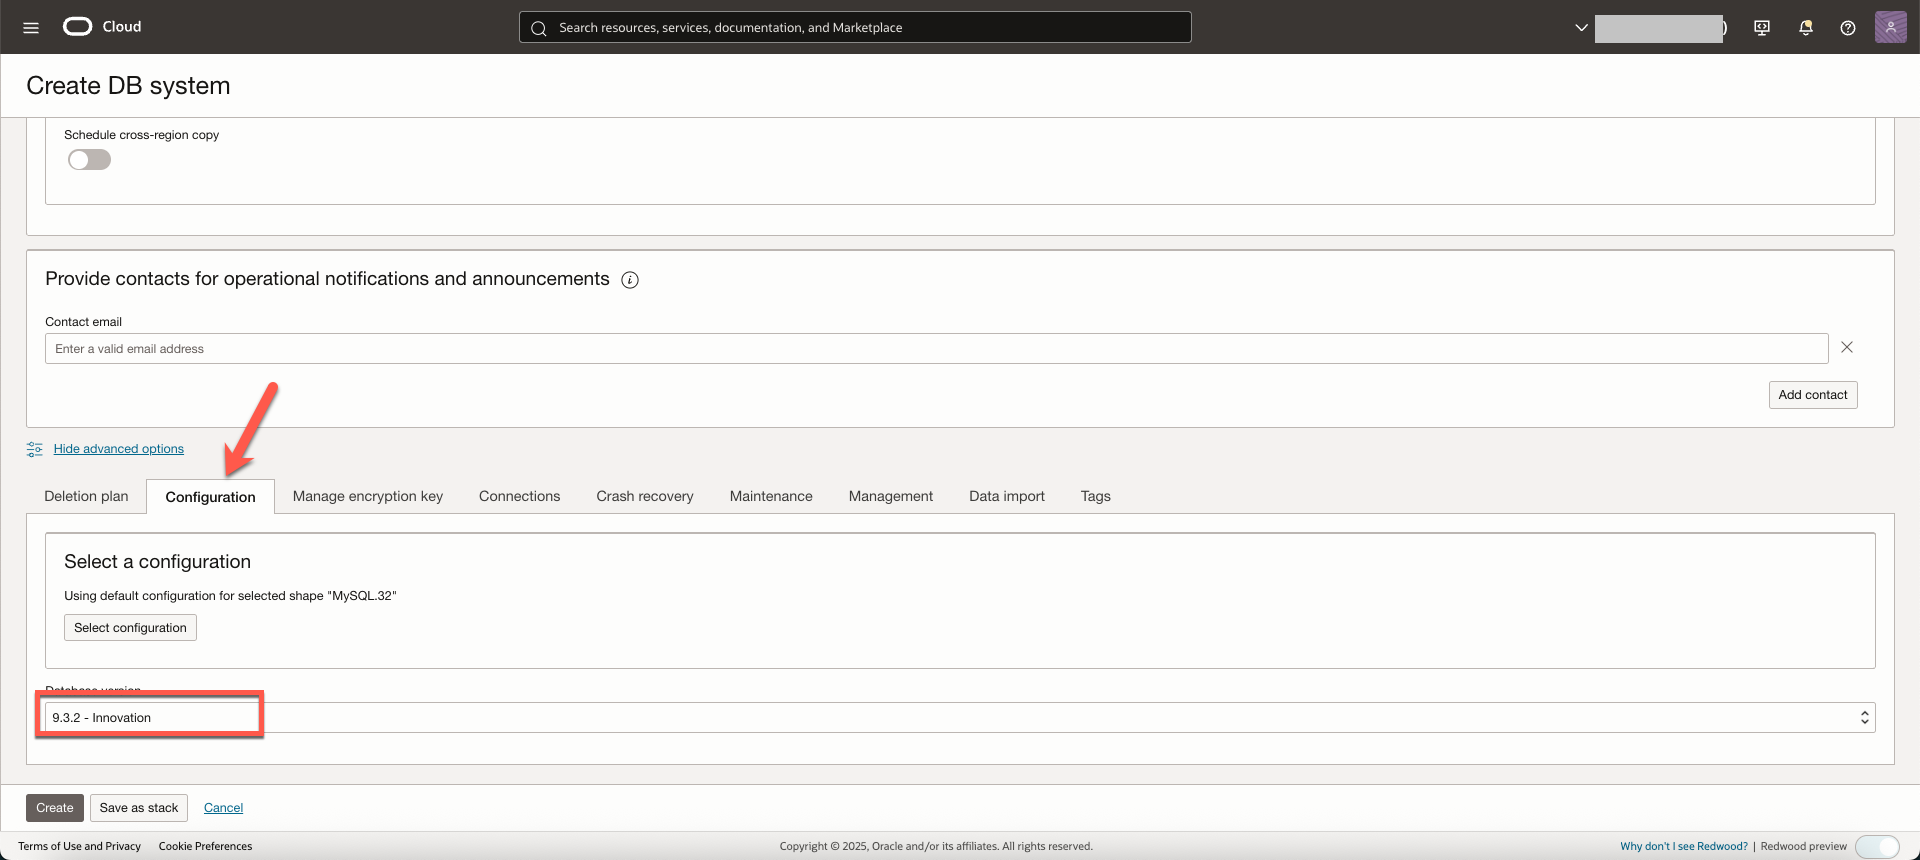 Cloud
Search resources, services, documentation, and Marketplace
Create DB system
Schedule cross-region copy
Provide contacts for operational notifications and announcements
Contact email
Enter a valid email address
Add contact
Hide advanced options
Deletion plan Configuration Manage encryption key Connections Crash recovery Maintenance Management Data import Tags
Select a configuration
Using default configuration for selected shape "MySQL.32"
Select configuration
Database version
9.3.2 - Innovation
Create Save as stack Cancel
Terms of Use and Privacy Cookie Preferences Copyright © 2025, Oracle and/or its affiliates. All rights reserved. Why don't I see Redwood? | Redwood preview